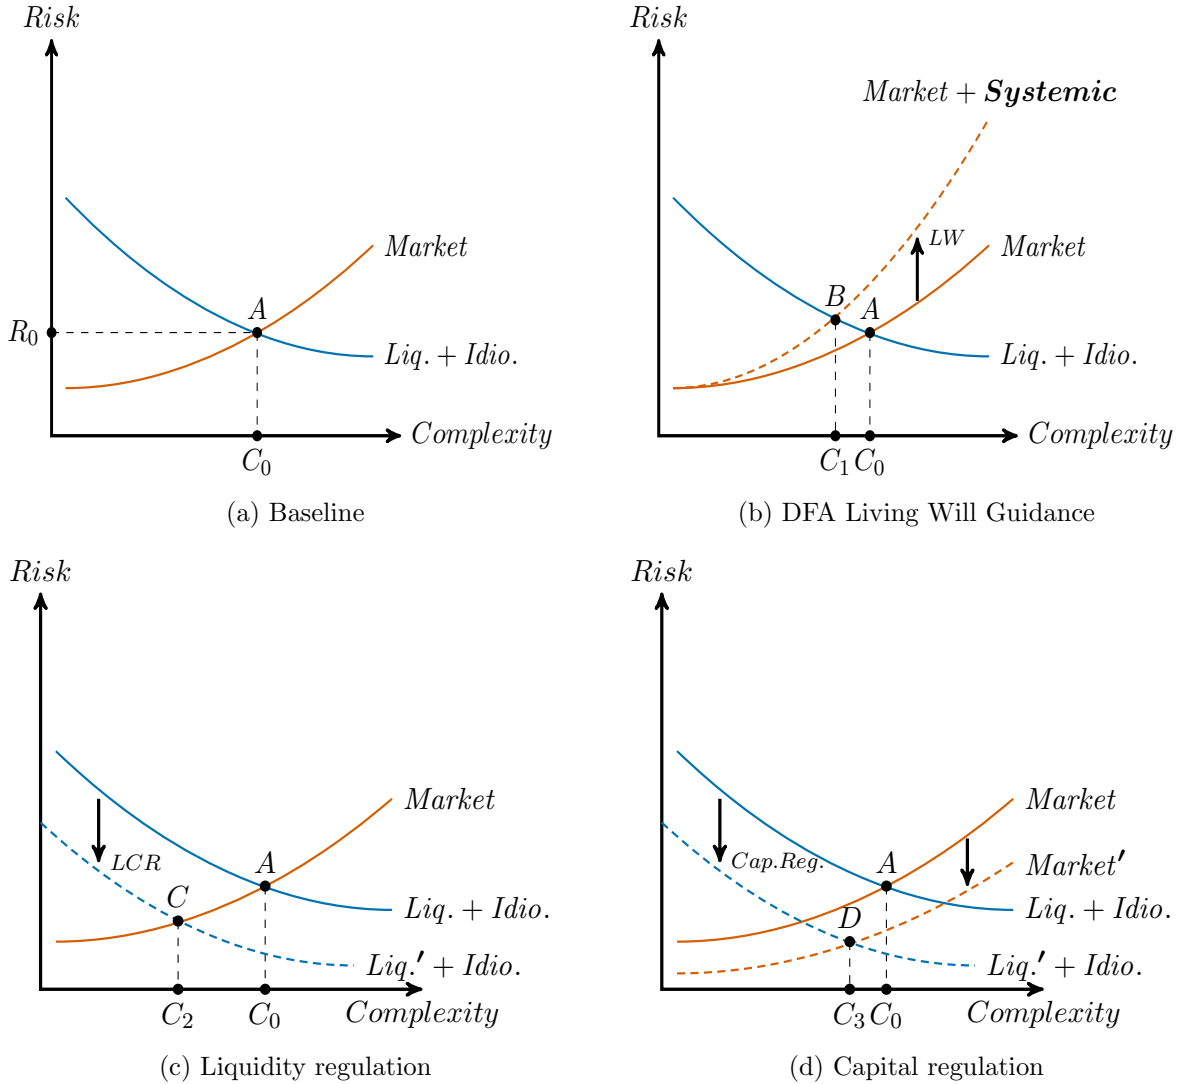 Risk
Market
A
R₀
Liq. + Idio.
Complexity
C₀
(a) Baseline
Risk
Market + Systemic
LW
Market
B
A
Liq. + Idio.
Complexity
C₁ C₀
(b) DFA Living Will Guidance
Risk
Market
LCR
A
C
Liq. + Idio.
Liq.′ + Idio.
C₂
C₀
Complexity
(c) Liquidity regulation
Risk
Market
Cap.Reg.
A
Market′
D
Liq. + Idio.
Liq.′ + Idio.
C₃ C₀
Complexity
(d) Capital regulation